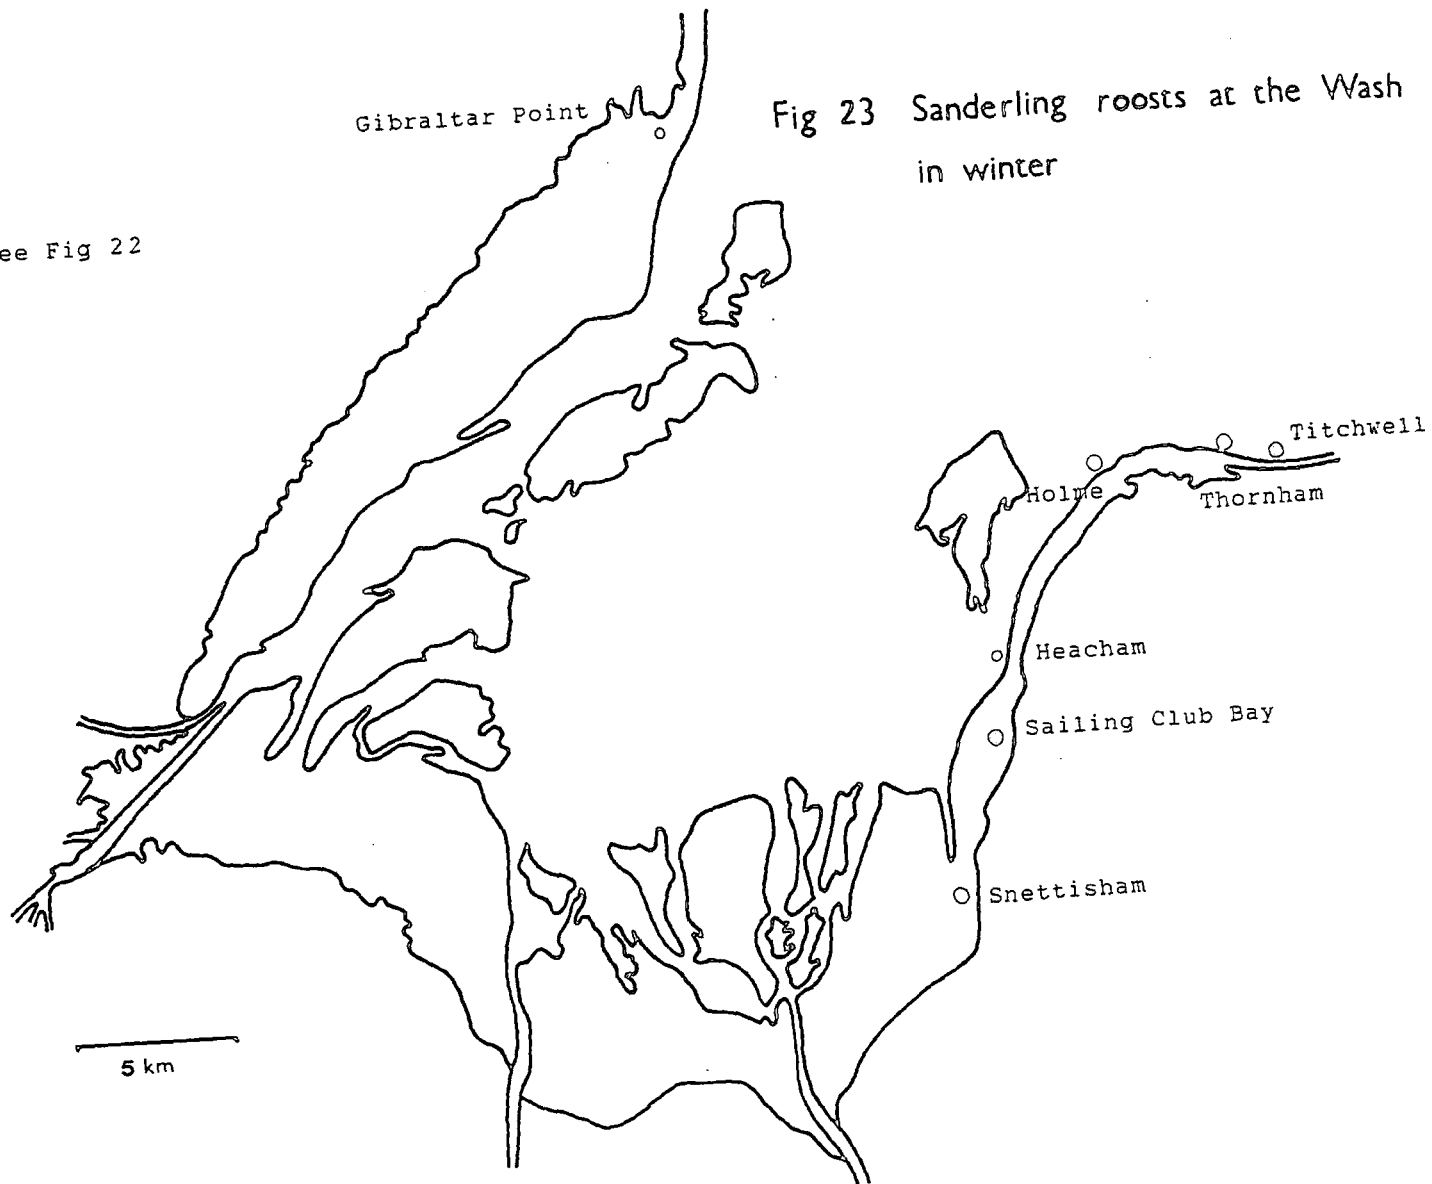 Gibraltar Point
Fig 23 Sanderling roosts at the Wash
in winter
ee Fig 22
Titchwell
Holme
Thornham
Heacham
Sailing Club Bay
Snettisham
5 km